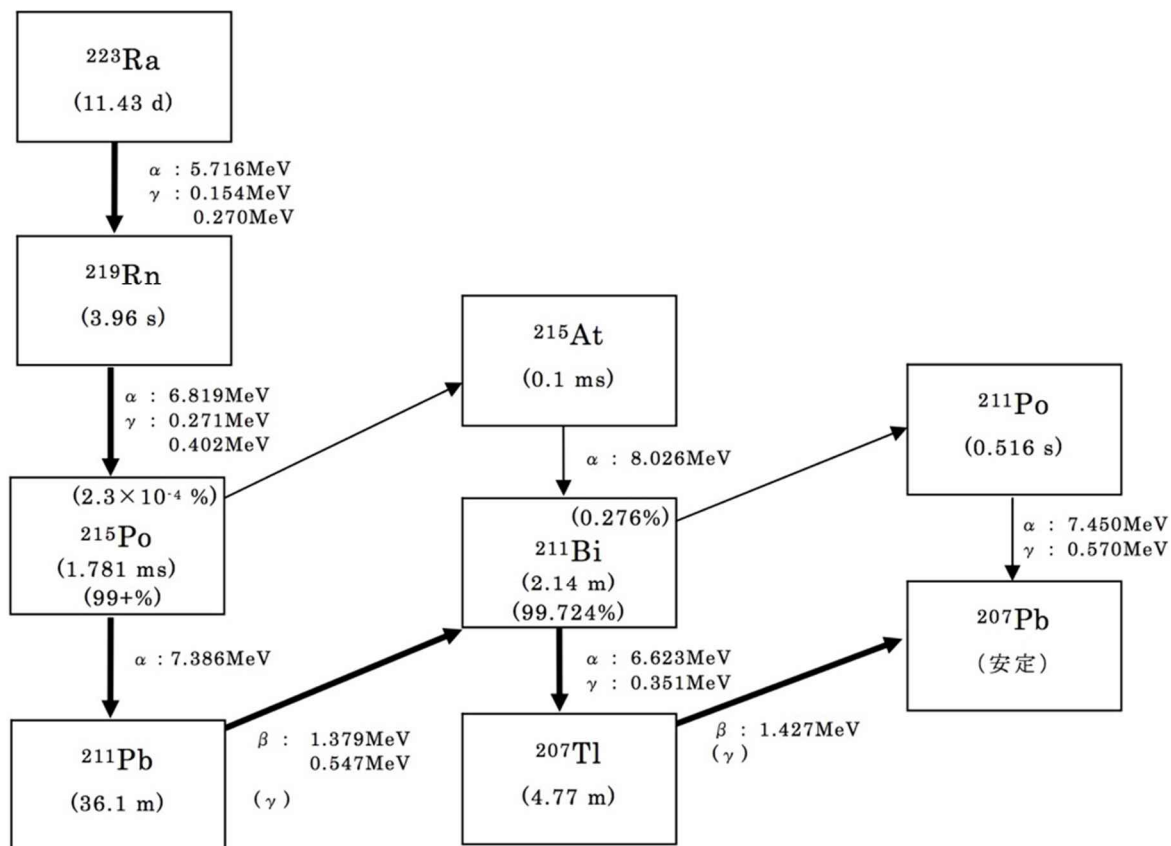 ²²³Ra
(11.43 d)
α : 5.716MeV
γ : 0.154MeV
0.270MeV
²¹⁹Rn
(3.96 s)
α : 6.819MeV
γ : 0.271MeV
0.402MeV
(2.3×10⁻⁴ %)
²¹⁵Po
(1.781 ms)
(99+%)
α : 7.386MeV
²¹¹Pb
(36.1 m)
β : 1.379MeV
0.547MeV
(γ)
²¹⁵At
(0.1 ms)
α : 8.026MeV
(0.276%)
²¹¹Bi
(2.14 m)
(99.724%)
α : 6.623MeV
γ : 0.351MeV
²⁰⁷Tl
(4.77 m)
β : 1.427MeV
(γ)
²¹¹Po
(0.516 s)
α : 7.450MeV
γ : 0.570MeV
²⁰⁷Pb
(安定)